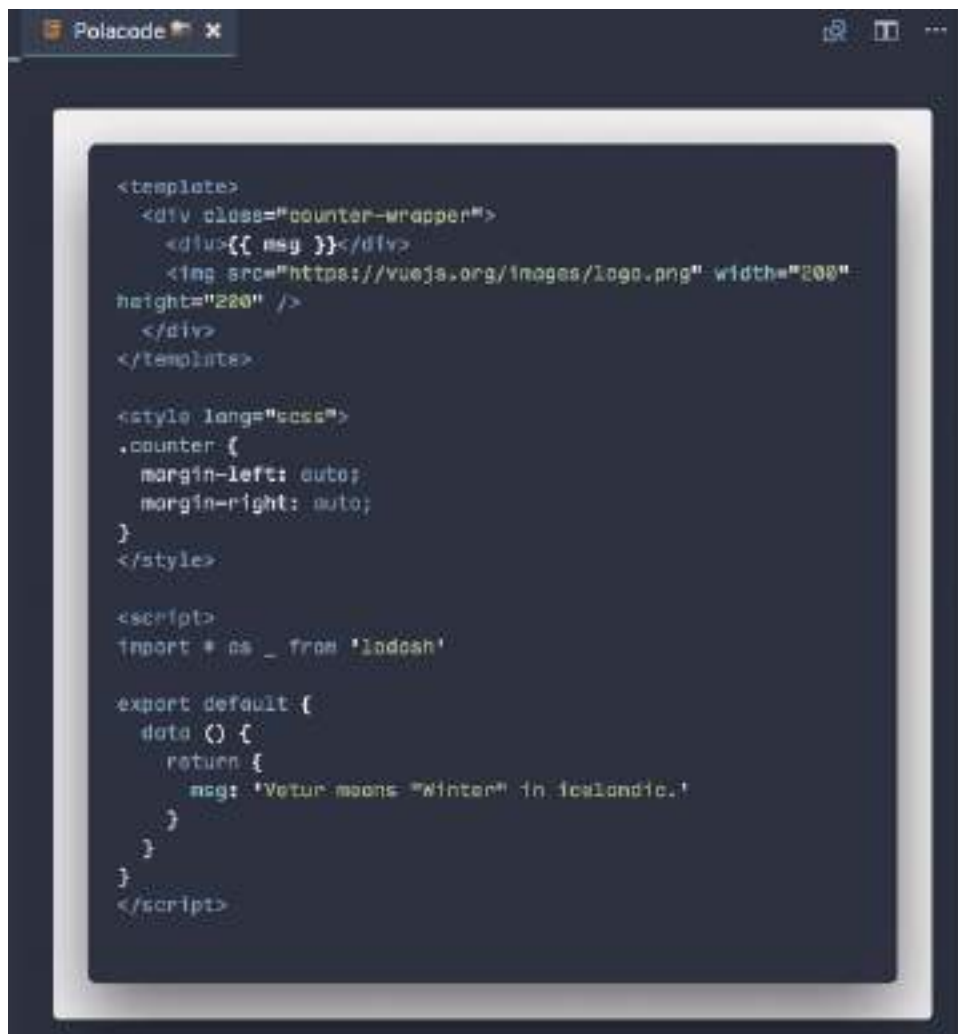 Polacode
<template>
<div class="counter-wrapper">
<div>{{ msg }}</div>
<img src="https://vuejs.org/images/logo.png" width="200"
height="200" />
</div>
</template>
<style lang="scss">
.counter {
margin-left: auto;
margin-right: auto;
}
</style>
<script>
import * as _ from 'lodash'
export default {
data () {
return {
msg: 'Vetur means "Winter" in icelandic.'
}
}
}
</script>